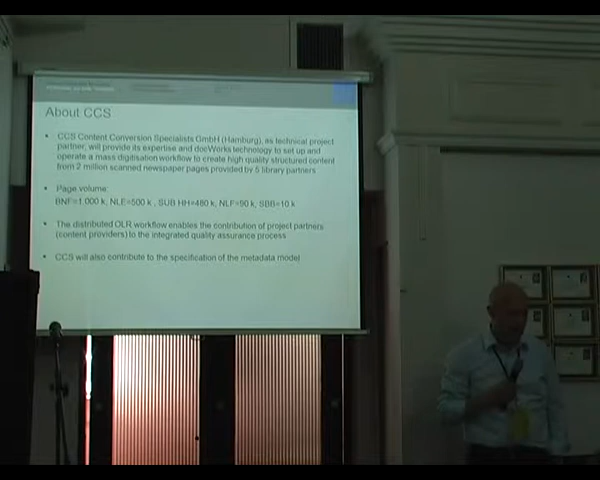 About CCS
• CCS Content Conversion Specialists GmbH (Hamburg), as technical project
partner, will provide its expertise and docWorks technology to set up and
operate a mass digitisation workflow to create high quality structured content
from 2 million scanned newspaper pages provided by 5 library partners
• Page volume:
BNF=1.000 k, NLE=500 k , SUB HH=480 k, NLF=90 k, SBB=10 k
• The distributed OLR workflow enables the contribution of project partners
(content providers) to the integrated quality assurance process
• CCS will also contribute to the specification of the metadata model